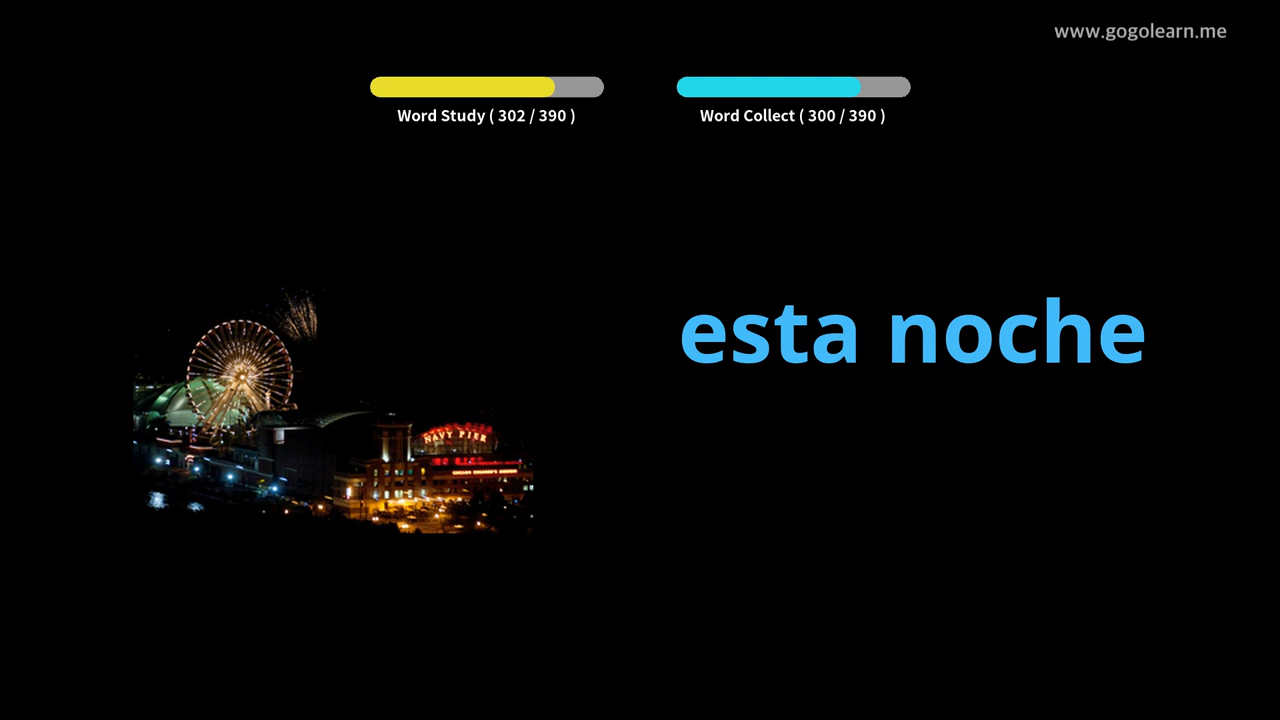 www.gogolearn.me
Word Study ( 302 / 390 )
Word Collect ( 300 / 390 )
esta noche
NAVY PIER